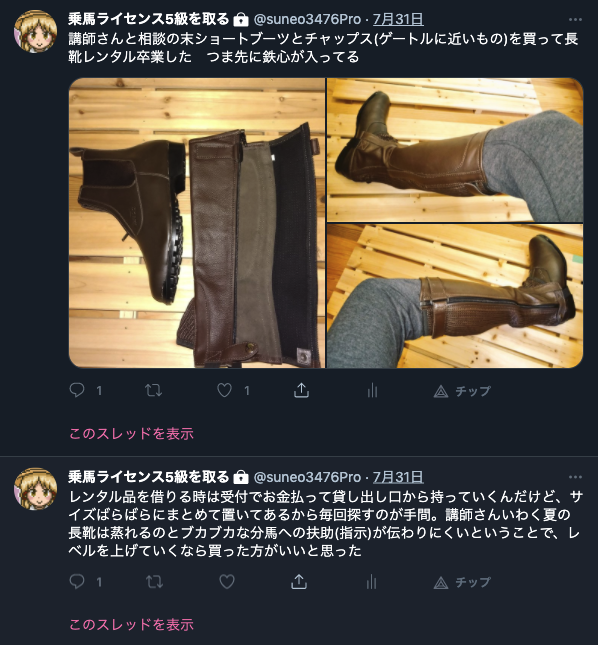 乗馬ライセンス5級を取る @suneo3476Pro · 7月31日
講師さんと相談の末ショートブーツとチャップス(ゲートルに近いもの)を買って長
靴レンタル卒業した　つま先に鉄心が入ってる
1 1 チップ
このスレッドを表示
乗馬ライセンス5級を取る @suneo3476Pro · 7月31日
レンタル品を借りる時は受付でお金払って貸し出し口から持っていくんだけど、サ
イズばらばらにまとめて置いてあるから毎回探すのが手間。講師さんいわく夏の
長靴は蒸れるのとブカブカな分馬への扶助(指示)が伝わりにくいということで、レ
ベルを上げていくなら買った方がいいと思った
1 チップ
このスレッドを表示